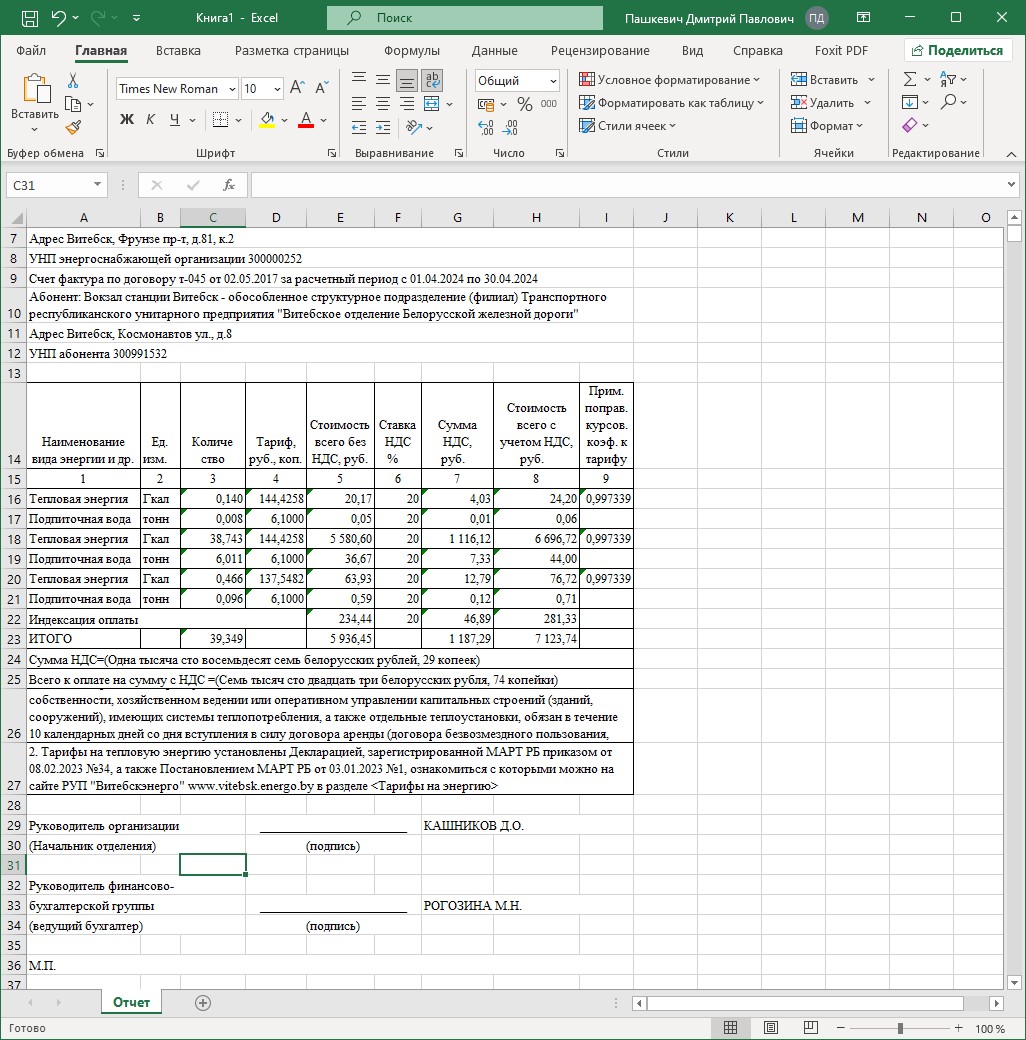 Книга1 - Excel
Поиск
Пашкевич Дмитрий Павлович ПД
Файл Главная Вставка Разметка страницы Формулы Данные Рецензирование Вид Справка Foxit PDF Поделиться
Вставить
Times New Roman 10
Ж К Ч
Общий
% 000
Условное форматирование
Форматировать как таблицу
Стили ячеек
Вставить
Удалить
Формат
Буфер обмена Шрифт Выравнивание Число Стили Ячейки Редактирование
C31 fx
A B C D E F G H I J K L M N O
7 Адрес Витебск, Фрунзе пр-т, д.81, к.2
8 УНП энергоснабжающей организации 300000252
9 Счет фактура по договору т-045 от 02.05.2017 за расчетный период с 01.04.2024 по 30.04.2024
Абонент: Вокзал станции Витебск - обособленное структурное подразделение (филиал) Транспортного
10 республиканского унитарного предприятия "Витебское отделение Белорусской железной дороги"
11 Адрес Витебск, Космонавтов ул., д.8
12 УНП абонента 300991532
13
Прим.
Стоимость поправ.
Стоимость Ставка Сумма всего с курсов.
Наименование Ед. Количе Тариф, всего без НДС НДС, учетом НДС, коэф. к
14 вида энергии и др. изм. ство руб., коп. НДС, руб. % руб. руб. тарифу
15 1 2 3 4 5 6 7 8 9
16 Тепловая энергия Гкал 0,140 144,4258 20,17 20 4,03 24,20 0,997339
17 Подпиточная вода тонн 0,008 6,1000 0,05 20 0,01 0,06
18 Тепловая энергия Гкал 38,743 144,4258 5 580,60 20 1 116,12 6 696,72 0,997339
19 Подпиточная вода тонн 6,011 6,1000 36,67 20 7,33 44,00
20 Тепловая энергия Гкал 0,466 137,5482 63,93 20 12,79 76,72 0,997339
21 Подпиточная вода тонн 0,096 6,1000 0,59 20 0,12 0,71
22 Индексация оплаты 234,44 20 46,89 281,33
23 ИТОГО 39,349 5 936,45 1 187,29 7 123,74
24 Сумма НДС=(Одна тысяча сто восемьдесят семь белорусских рублей, 29 копеек)
25 Всего к оплате на сумму с НДС =(Семь тысяч сто двадцать три белорусских рубля, 74 копейки)
собственности, хозяйственном ведении или оперативном управлении капитальных строений (зданий,
сооружений), имеющих системы теплопотребления, а также отдельные теплоустановки, обязан в течение
26 10 календарных дней со дня вступления в силу договора аренды (договора безвозмездного пользования,
2. Тарифы на тепловую энергию установлены Декларацией, зарегистрированной МАРТ РБ приказом от
08.02.2023 №34, а также Постановлением МАРТ РБ от 03.01.2023 №1, ознакомиться с которыми можно на
27 сайте РУП "Витебскэнерго" www.vitebsk.energo.by в разделе <Тарифы на энергию>
28
29 Руководитель организации КАШНИКОВ Д.О.
30 (Начальник отделения) (подпись)
31
32 Руководитель финансово-
33 бухгалтерской группы РОГОЗИНА М.Н.
34 (ведущий бухгалтер) (подпись)
35
36 М.П.
37
Отчет
Готово 100 %